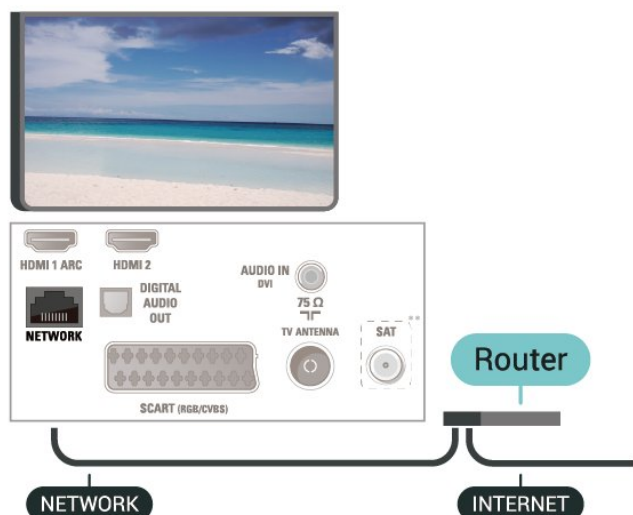 HDMI 1 ARC
HDMI 2
AUDIO IN
DVI
DIGITAL
AUDIO
OUT
75 Ω
NETWORK
TV ANTENNA
SAT
**
Router
SCART (RGB/CVBS)
NETWORK
INTERNET